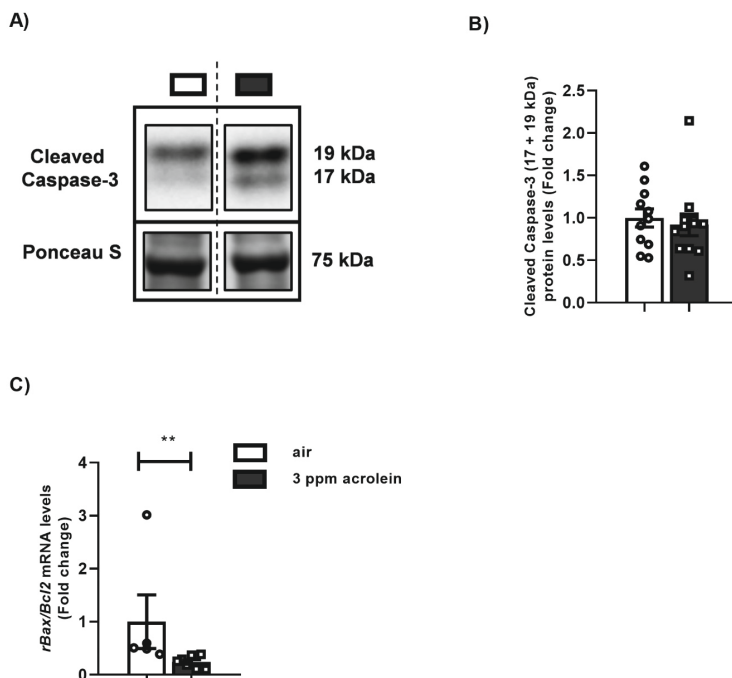 A)
Cleaved
Caspase-3
19 kDa
17 kDa
Ponceau S
75 kDa
B)
Cleaved Caspase-3 (17 + 19 kDa)
protein levels (Fold change)
2.5
2.0
1.5
1.0
0.5
0.0
C)
rBax/Bcl2 mRNA levels
(Fold change)
4
3
2
1
0
**
air
3 ppm acrolein